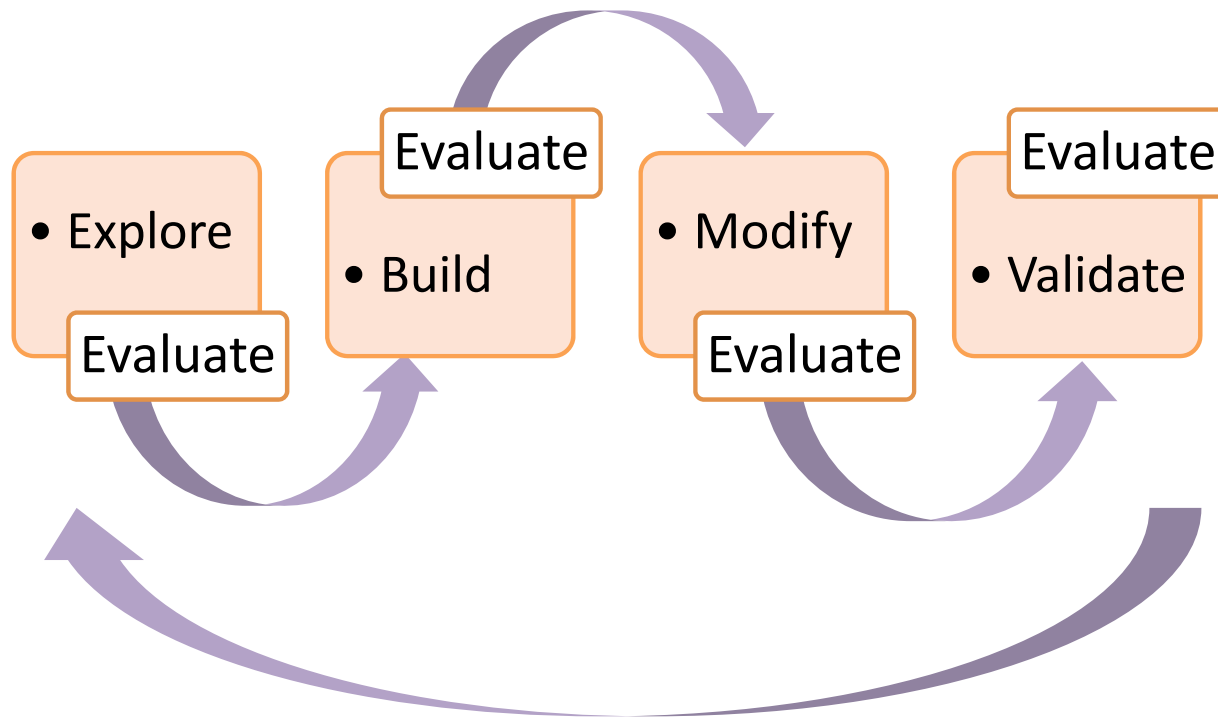 • Explore
Evaluate
Evaluate
• Build
• Modify
Evaluate
Evaluate
• Validate